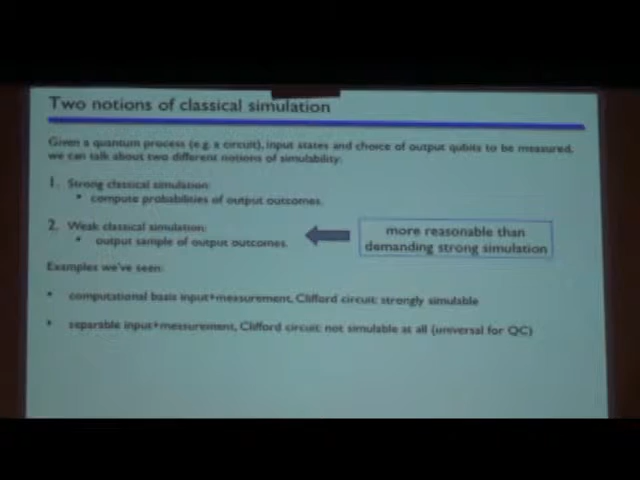 Two notions of classical simulation
Given a quantum process (e.g. a circuit), input states and choice of output qubits to be measured,
we can talk about two different notions of simulability:
1. Strong classical simulation:
• compute probabilities of output outcomes.
2. Weak classical simulation:
• output sample of output outcomes.
more reasonable than
demanding strong simulation
Examples we've seen:
• computational basis input+measurement, Clifford circuit: strongly simulable
• separable input+measurement, Clifford circuit: not simulable at all (universal for QC)